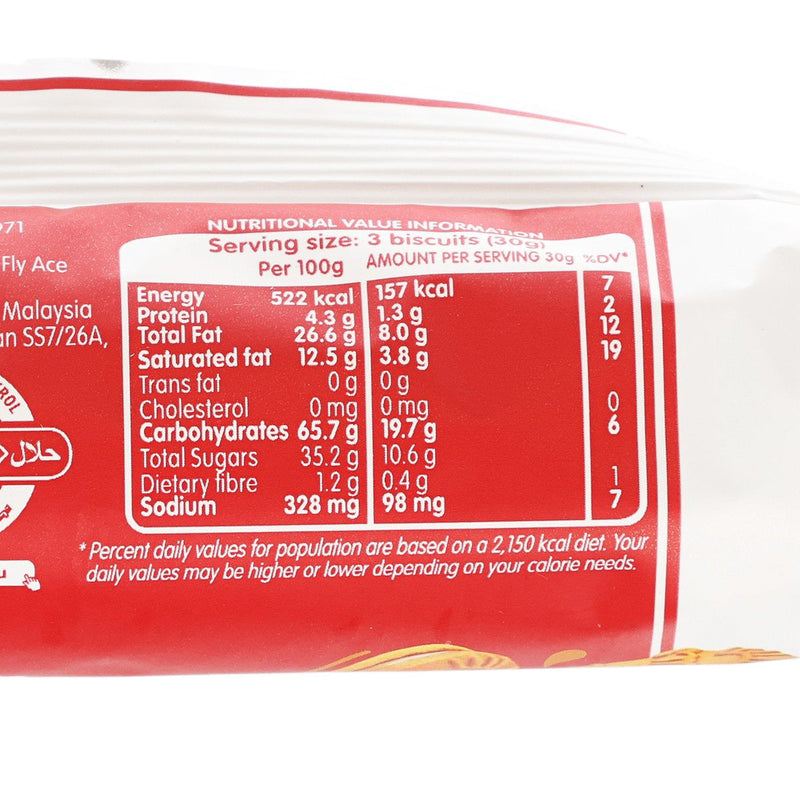 971
Fly Ace
Malaysia
an SS7/26A,
ROL
حلال
u
NUTRITIONAL VALUE INFORMATION
Serving size: 3 biscuits (30g)
Per 100g AMOUNT PER SERVING 30g %DV*
Energy 522 kcal 157 kcal 7
Protein 4.3 g 1.3 g 2
Total Fat 26.6 g 8.0 g 12
Saturated fat 12.5 g 3.8 g 19
Trans fat 0 g 0 g
Cholesterol 0 mg 0 mg 0
Carbohydrates 65.7 g 19.7 g 6
Total Sugars 35.2 g 10.6 g
Dietary fibre 1.2 g 0.4 g 1
Sodium 328 mg 98 mg 7
*Percent daily values for population are based on a 2,150 kcal diet. Your
daily values may be higher or lower depending on your calorie needs.